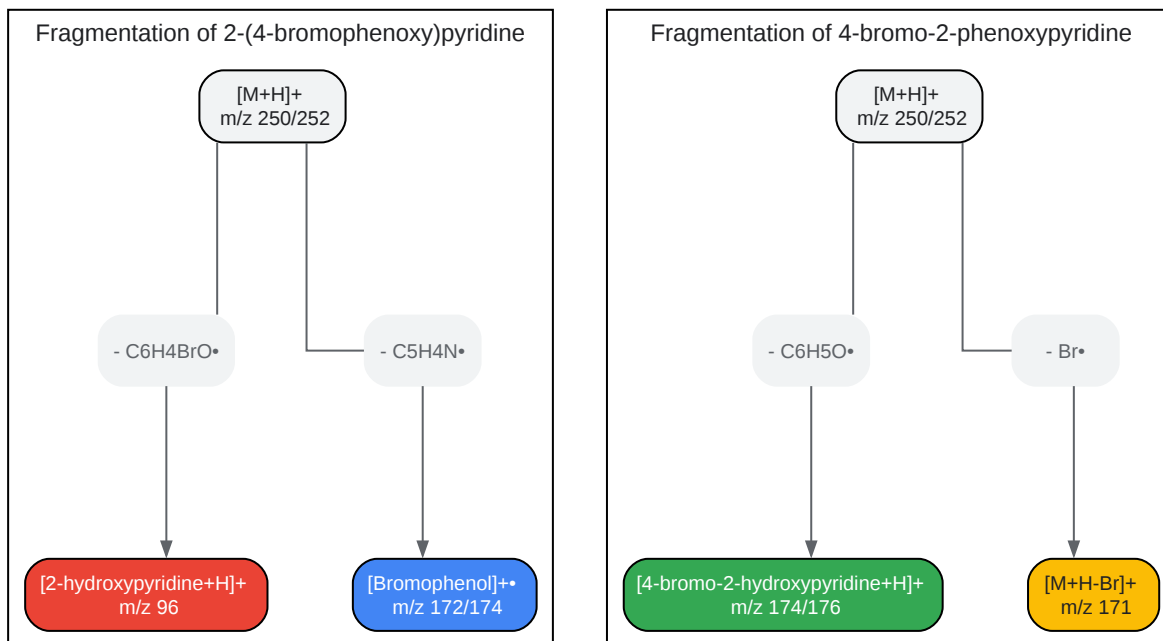 Fragmentation of 2-(4-bromophenoxy)pyridine
[M+H]+
m/z 250/252
- C6H4BrO•
- C5H4N•
[2-hydroxypyridine+H]+
m/z 96
[Bromophenol]+•
m/z 172/174
Fragmentation of 4-bromo-2-phenoxypyridine
[M+H]+
m/z 250/252
- C6H5O•
- Br•
[4-bromo-2-hydroxypyridine+H]+
m/z 174/176
[M+H-Br]+
m/z 171